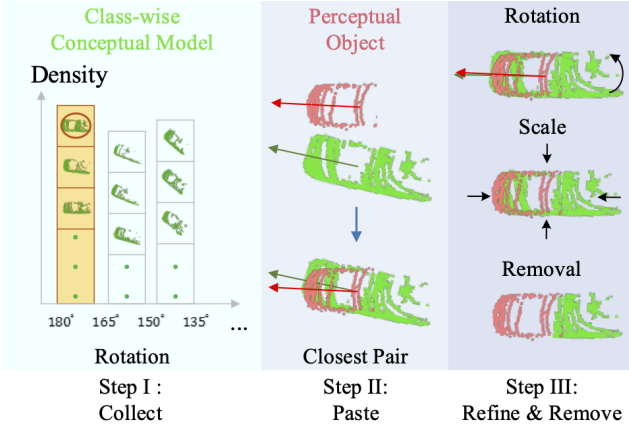 Class-wise
Conceptual Model
Density
180°
165°
150°
135°
...
Rotation
Step I :
Collect
Perceptual
Object
Closest Pair
Step II:
Paste
Rotation
Scale
Removal
Step III:
Refine & Remove